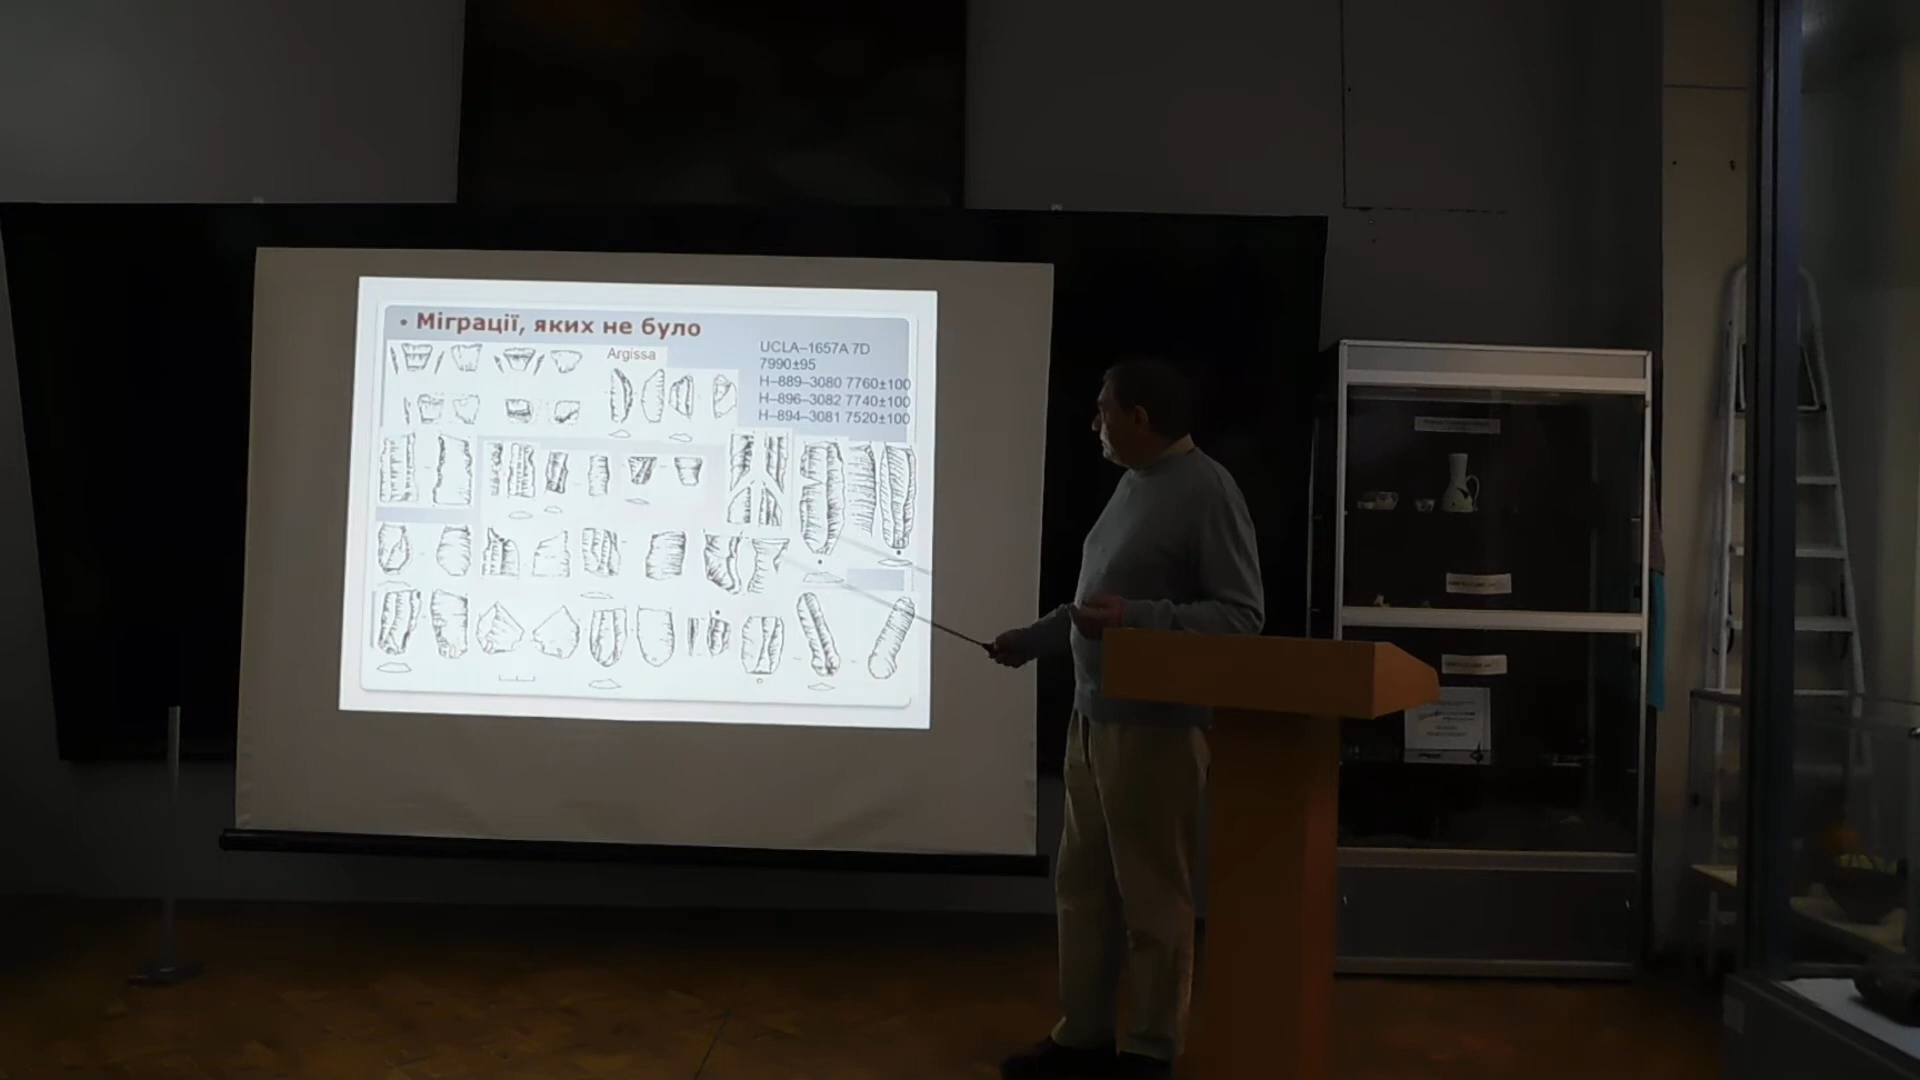 • Міграції, яких не було
Argissa
UCLA–1657A 7D
7990±95
H–889–3080 7760±100
H–896–3082 7740±100
H–894–3081 7520±100